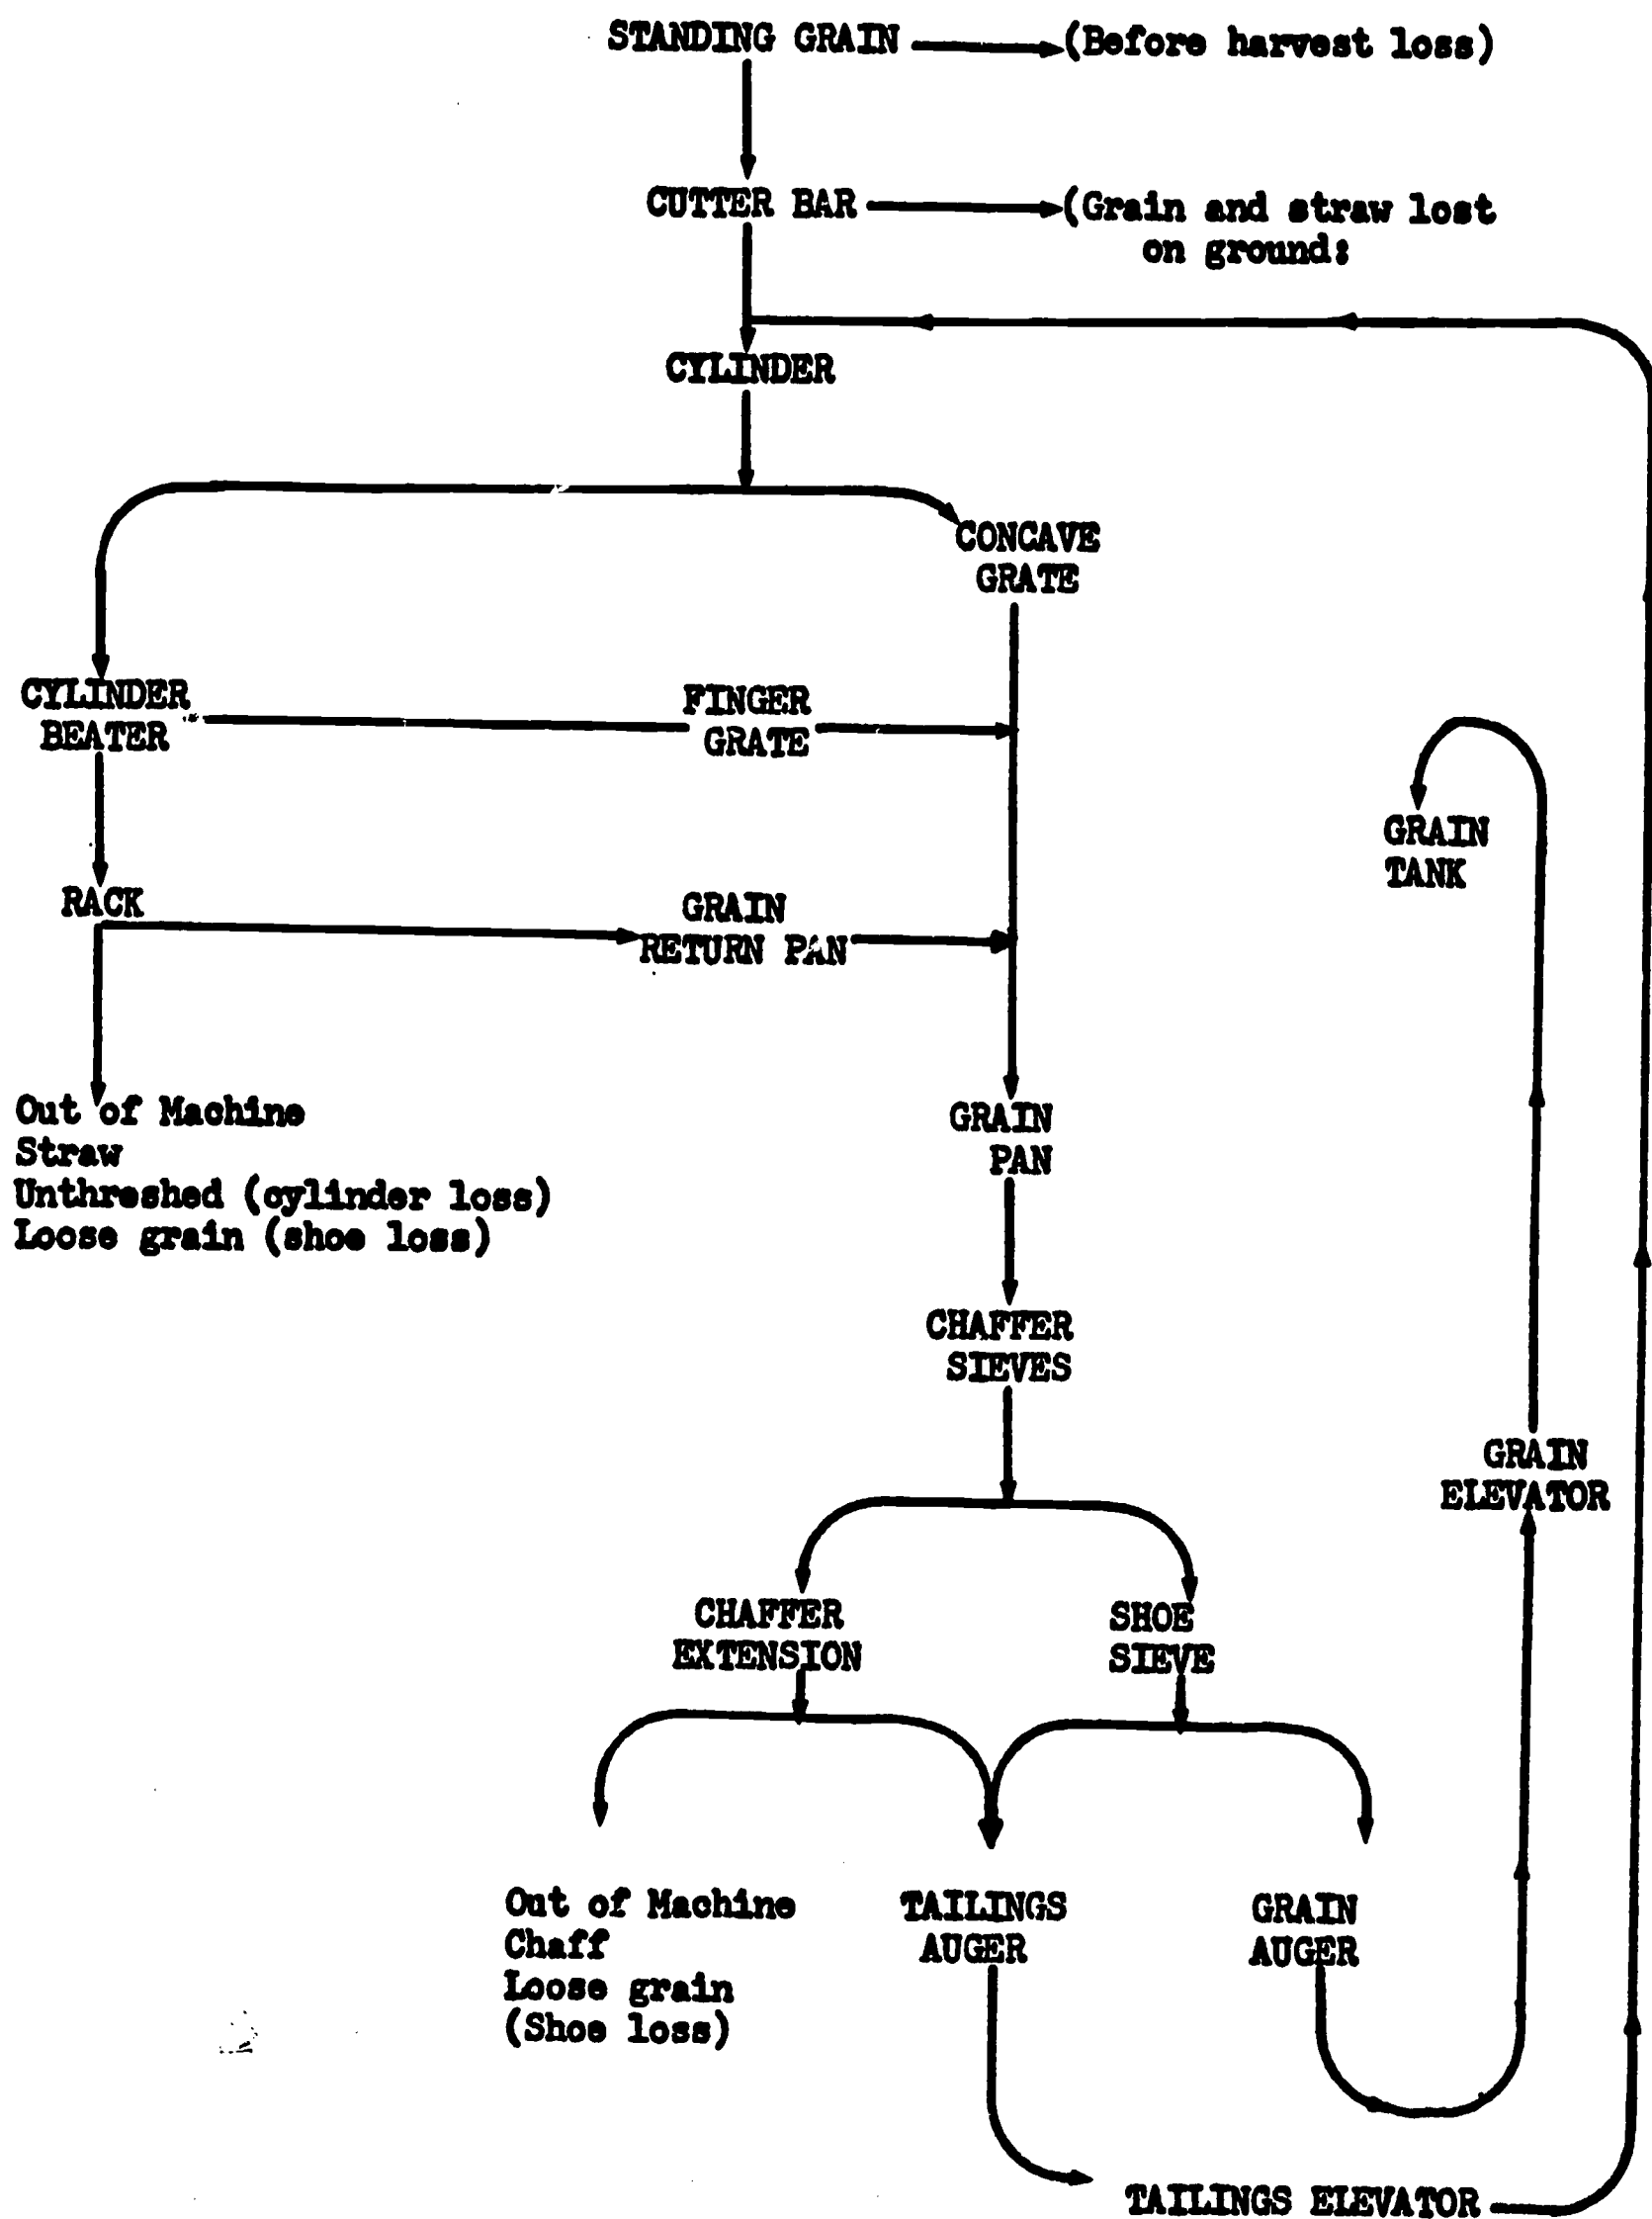 STANDING GRAIN (Before harvest loss)
CUTTER BAR (Grain and straw lost
on ground:
CYLINDER
CONCAVE
GRATE
CYLINDER
BEATER
FINGER
GRATE
GRAIN
TANK
RACK
GRAIN
RETURN PAN
Out of Machine
Straw
Unthreshed (cylinder loss)
Loose grain (shoe loss)
GRAIN
PAN
CHAFFER
SIEVES
GRAIN
ELEVATOR
CHAFFER
EXTENSION
SHOE
SIEVE
Out of Machine
Chaff
Loose grain
(Shoe loss)
TAILINGS
AUGER
GRAIN
AUGER
TAILINGS ELEVATOR